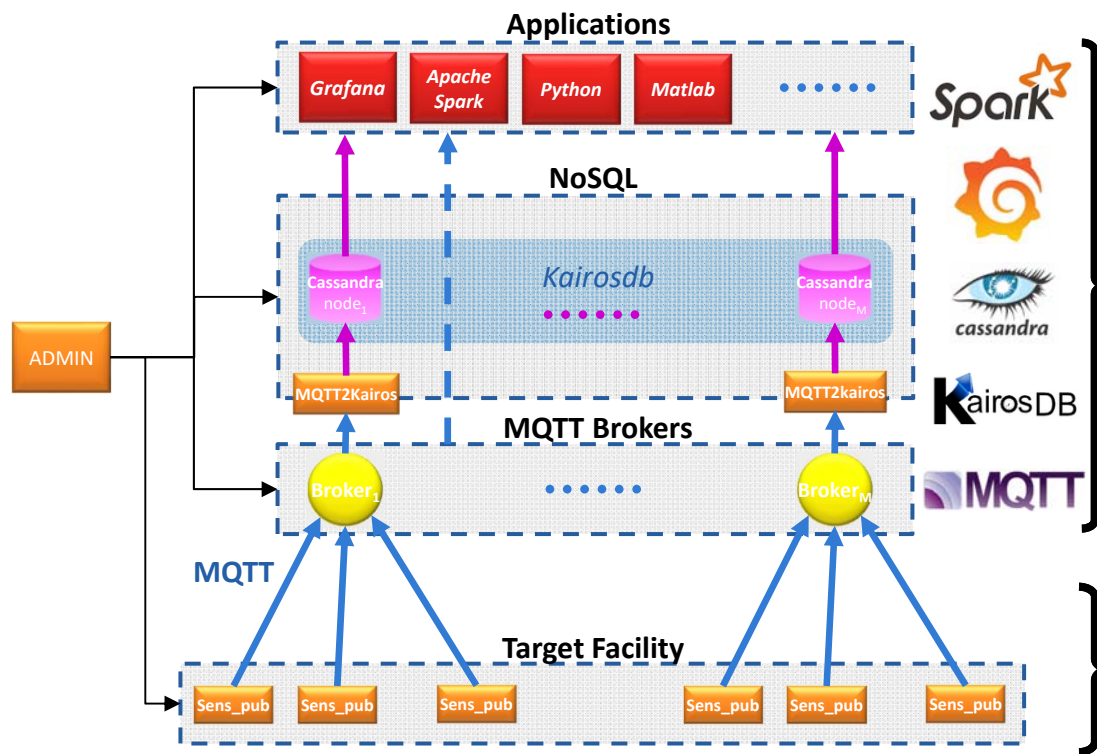 Applications
Grafana
Apache
Spark
Python
Matlab
Spark
NoSQL
Kairosdb
Cassandra
node1
Cassandra
nodeM
cassandra
ADMIN
MQTT2Kairos
MQTT2kairos
KairosDB
MQTT Brokers
Broker1
BrokerM
MQTT
MQTT
Target Facility
Sens_pub
Sens_pub
Sens_pub
Sens_pub
Sens_pub
Sens_pub